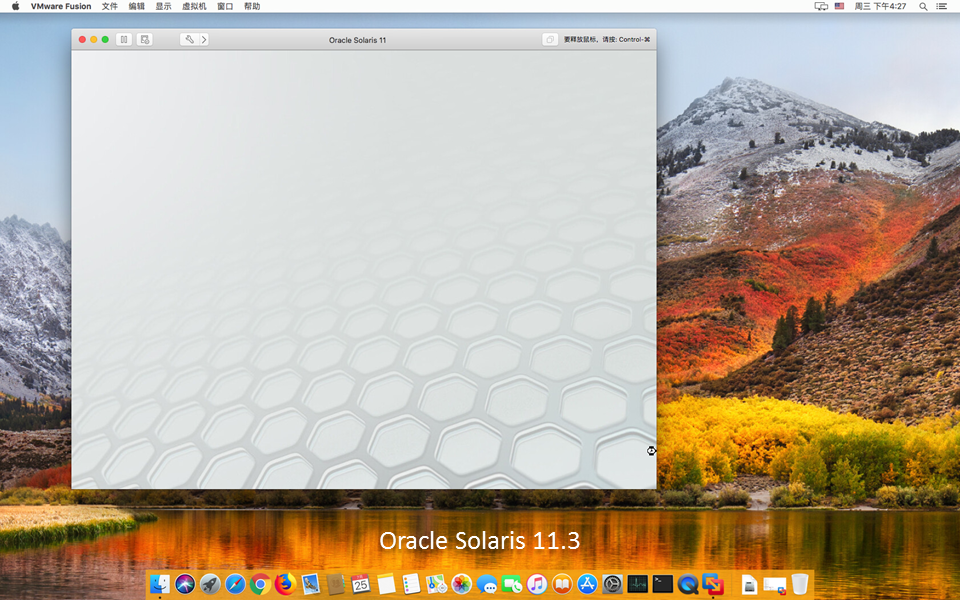 VMware Fusion 文件 编辑 显示 虚拟机 窗口 帮助 周三 下午4:27
Oracle Solaris 11 要释放鼠标，请按: Control-⌘
Oracle Solaris 11.3
25